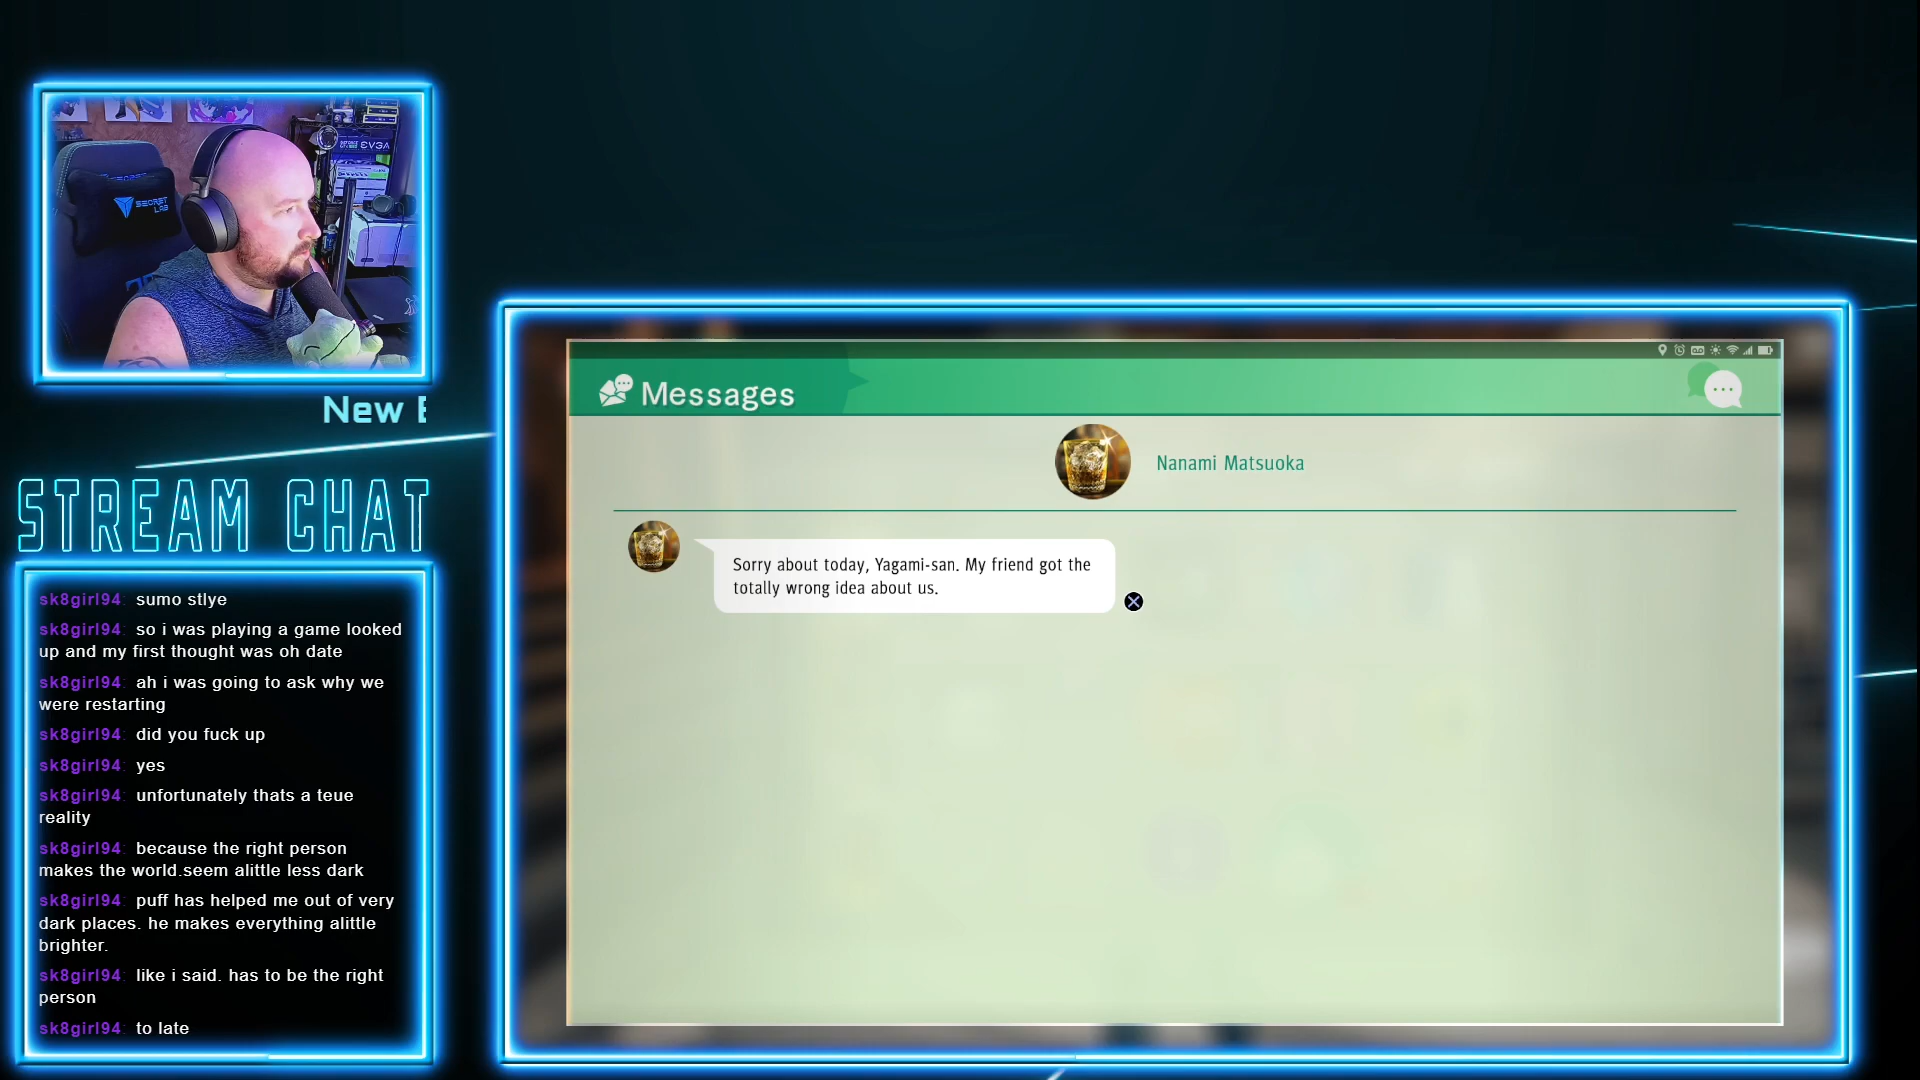 EVGA
SECRET
LAB
New
STREAM CHAT
sk8girl94: sumo stlye
sk8girl94: so i was playing a game looked
up and my first thought was oh date
sk8girl94: ah i was going to ask why we
were restarting
sk8girl94: did you fuck up
sk8girl94: yes
sk8girl94: unfortunately thats a teue
reality
sk8girl94: because the right person
makes the world.seem alittle less dark
sk8girl94: puff has helped me out of very
dark places. he makes everything alittle
brighter.
sk8girl94: like i said. has to be the right
person
sk8girl94: to late
Messages
Nanami Matsuoka
Sorry about today, Yagami-san. My friend got the
totally wrong idea about us.